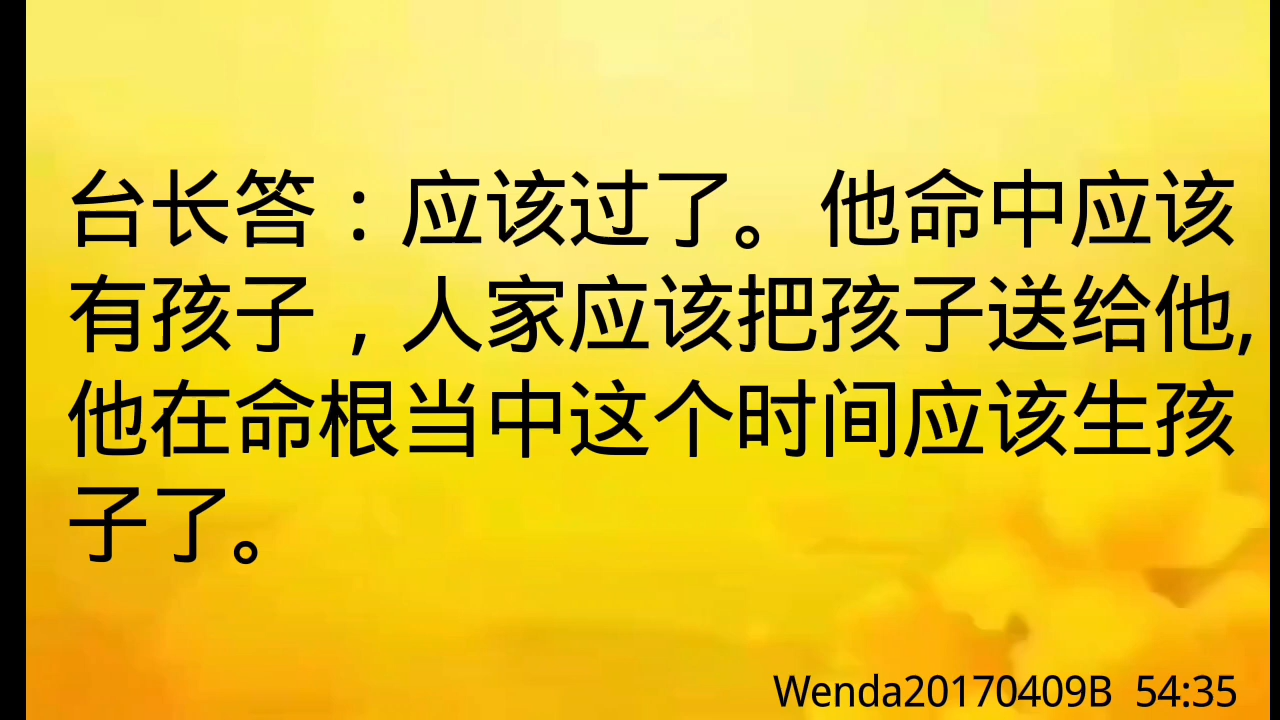 台长答：应该过了。他命中应该
有孩子，人家应该把孩子送给他,
他在命根当中这个时间应该生孩
子了。
Wenda20170409B 54:35